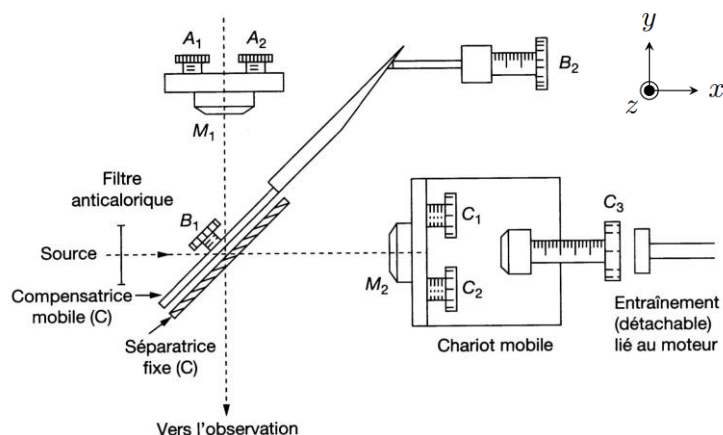 A1
A2
B2
y
x
z
M1
Filtre
anticalorique
B1
Source
C1
C3
M2
C2
Compensatrice
mobile (C)
Séparatrice
fixe (C)
Chariot mobile
Entraînement
(détachable)
lié au moteur
Vers l'observation